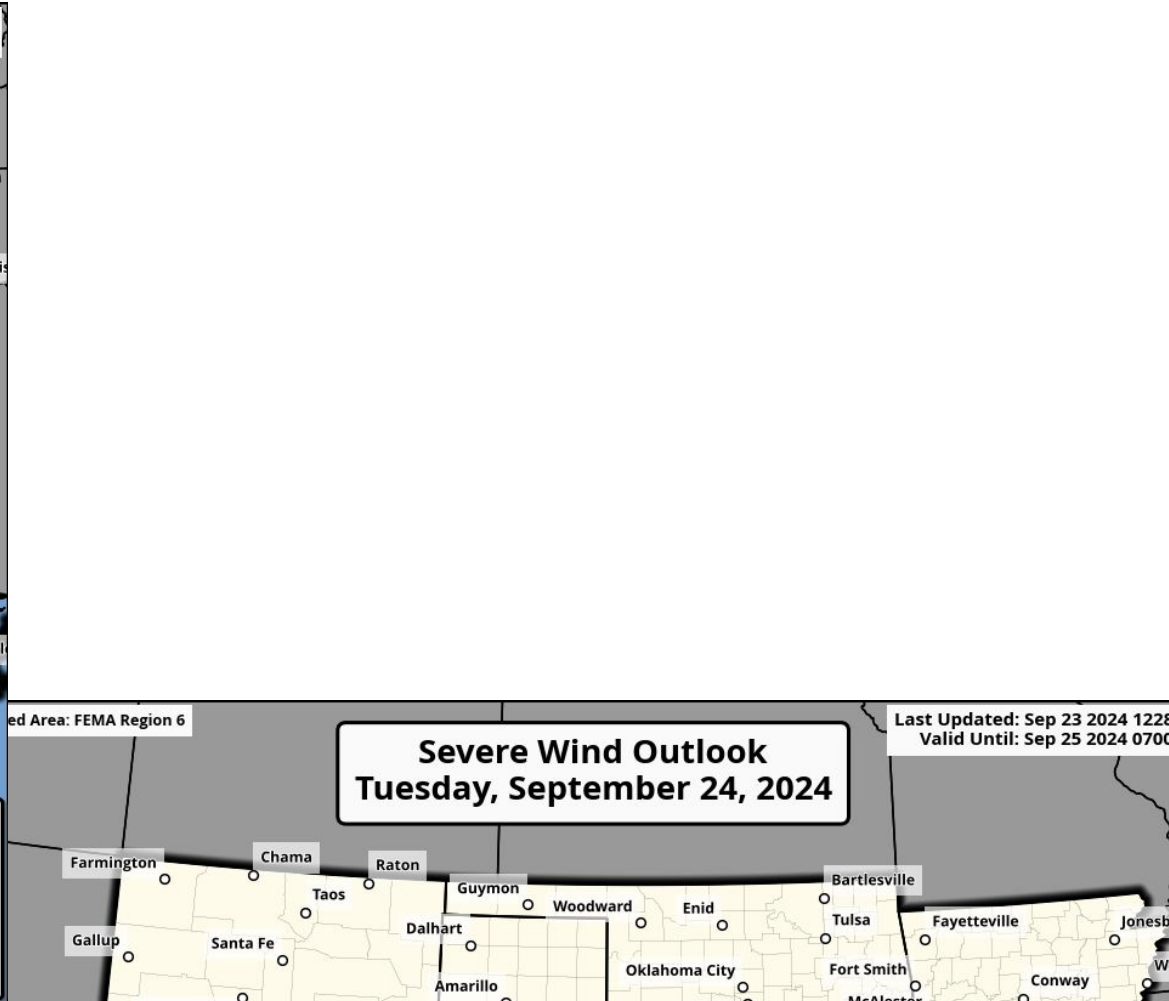 ed Area: FEMA Region 6
Last Updated: Sep 23 2024 1228
Valid Until: Sep 25 2024 0700
Severe Wind Outlook
Tuesday, September 24, 2024
Farmington
Chama
Raton
Taos
Guymon
Woodward
Enid
Bartlesville
Tulsa
Fayetteville
Jonesb
Gallup
Santa Fe
Dalhart
Oklahoma City
Fort Smith
W
Amarillo
Conway
McAlester